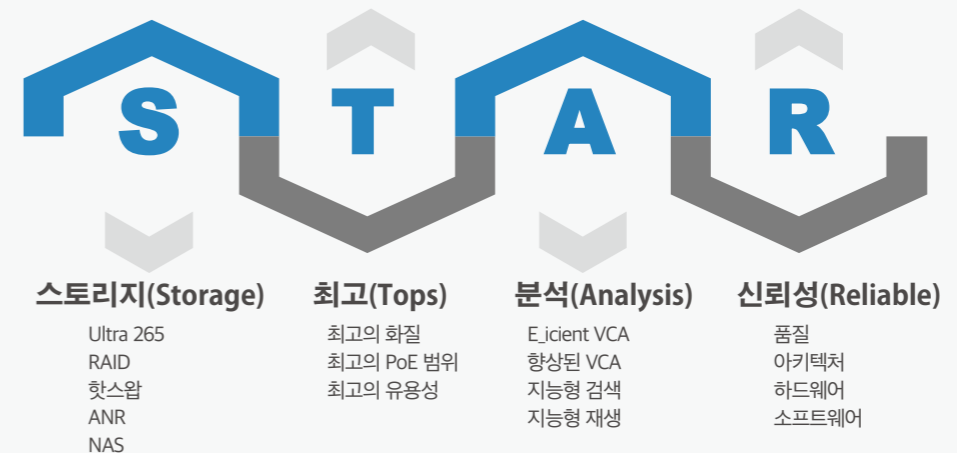 S T A R
스토리지(Storage)
Ultra 265
RAID
핫스왑
ANR
NAS
최고(Tops)
최고의 화질
최고의 PoE 범위
최고의 유용성
분석(Analysis)
E_icient VCA
향상된 VCA
지능형 검색
지능형 재생
신뢰성(Reliable)
품질
아키텍처
하드웨어
소프트웨어